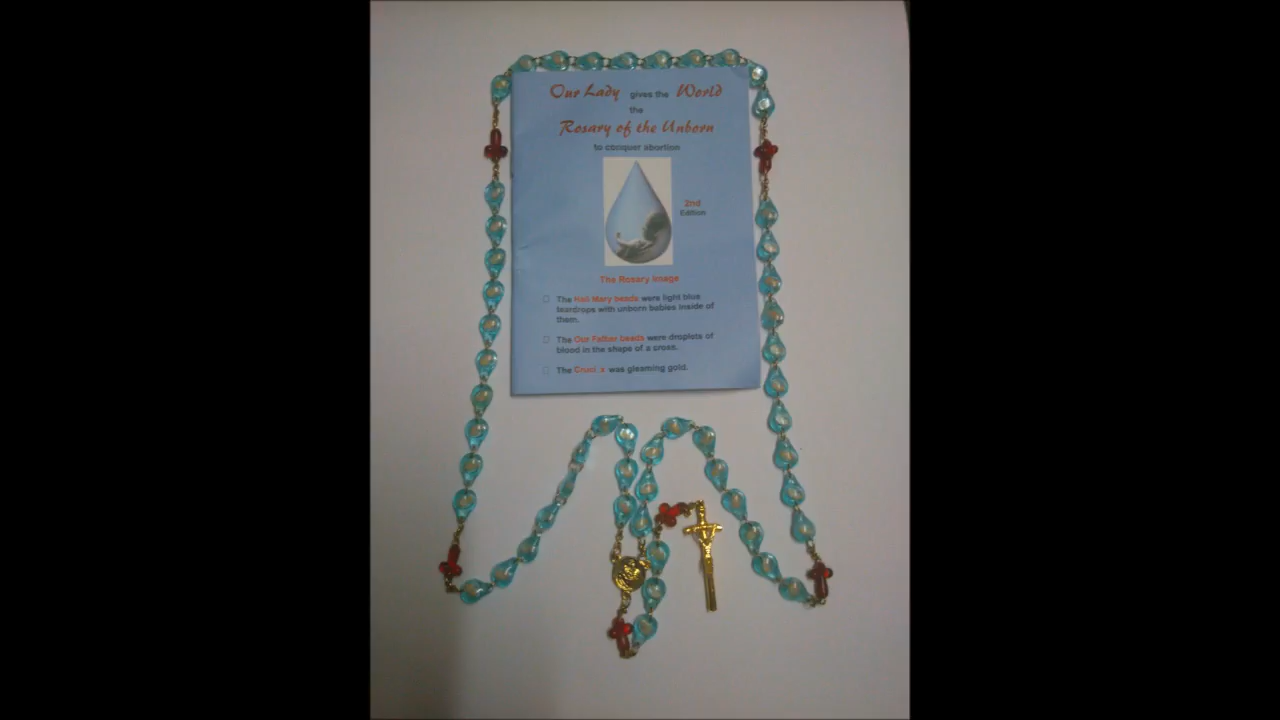 Our Lady gives the World
the
Rosary of the Unborn
to conquer abortion
2nd
Edition
The Rosary Image
The Hail Mary beads were light blue
teardrops with unborn babies inside of
them.
The Our Father beads were droplets of
blood in the shape of a cross.
The Cruci x was gleaming gold.